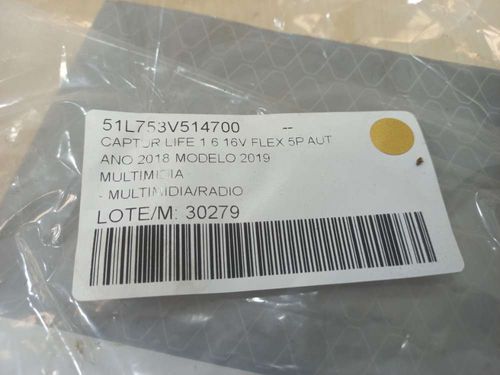 51L753V514700 --
CAPTUR LIFE 1 6 16V FLEX 5P AUT
ANO 2018 MODELO 2019
MULTIMIDIA
- MULTIMIDIA/RADIO
LOTE/M: 30279